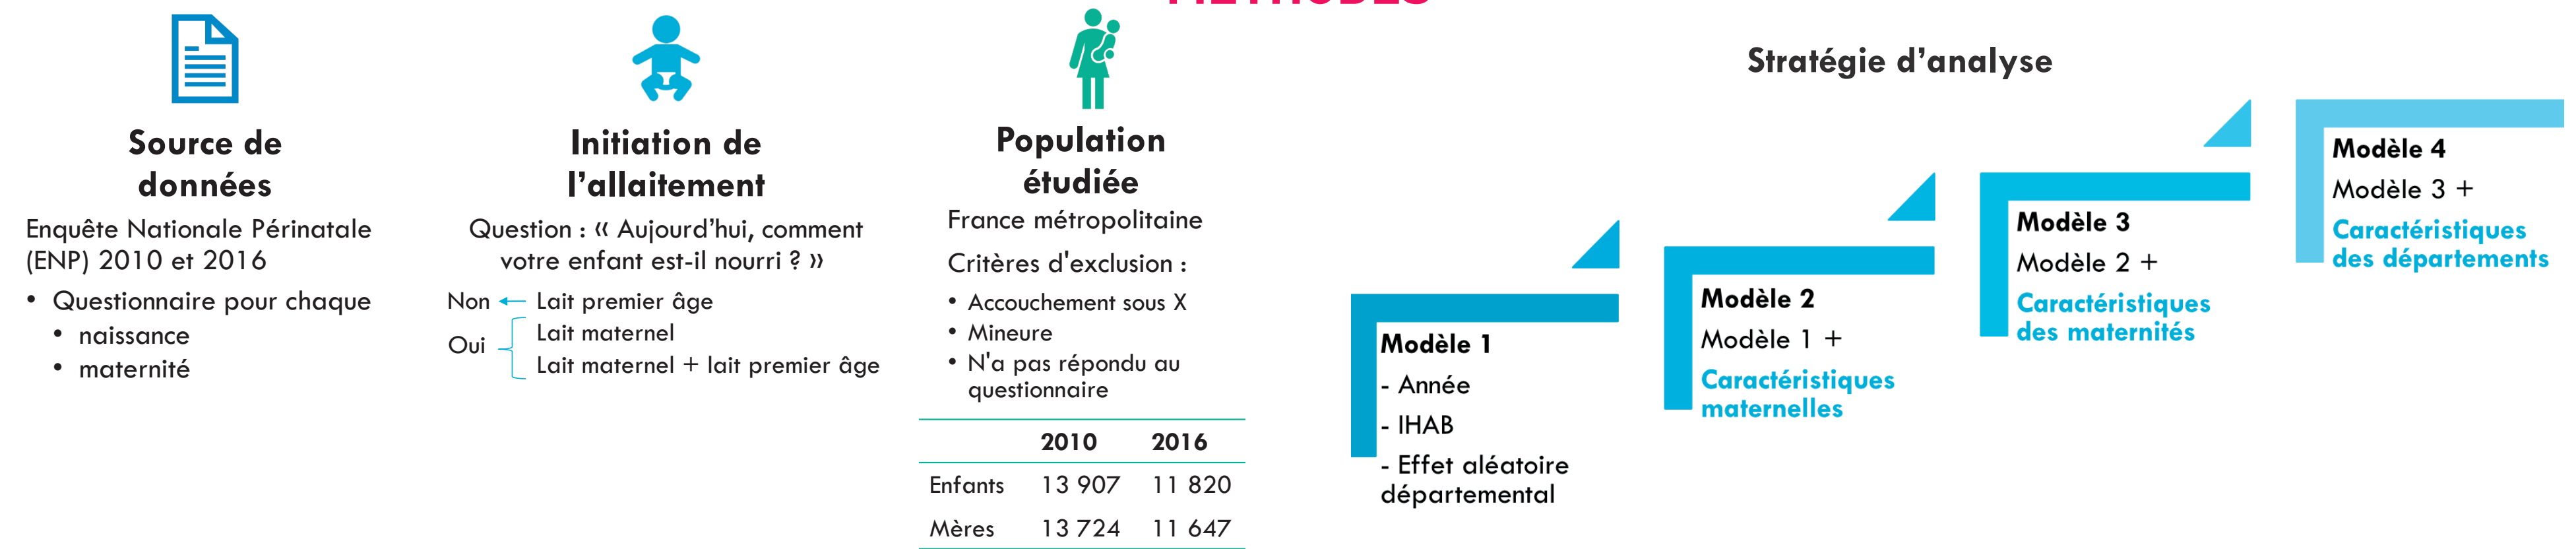 MÉTHODES
Source de
données
Enquête Nationale Périnatale
(ENP) 2010 et 2016
• Questionnaire pour chaque
• naissance
• maternité
Initiation de
l'allaitement
Question : « Aujourd'hui, comment
votre enfant est-il nourri ? »
Non
Lait premier âge
Oui
Lait maternel
Lait maternel + lait premier âge
Population
étudiée
France métropolitaine
Critères d'exclusion :
• Accouchement sous X
• Mineure
• N'a pas répondu au
questionnaire
2010 2016
Enfants 13 907 11 820
Mères 13 724 11 647
Stratégie d'analyse
Modèle 1
- Année
- IHAB
- Effet aléatoire
départemental
Modèle 2
Modèle 1 +
Caractéristiques
maternelles
Modèle 3
Modèle 2 +
Caractéristiques
des maternités
Modèle 4
Modèle 3 +
Caractéristiques
des départements